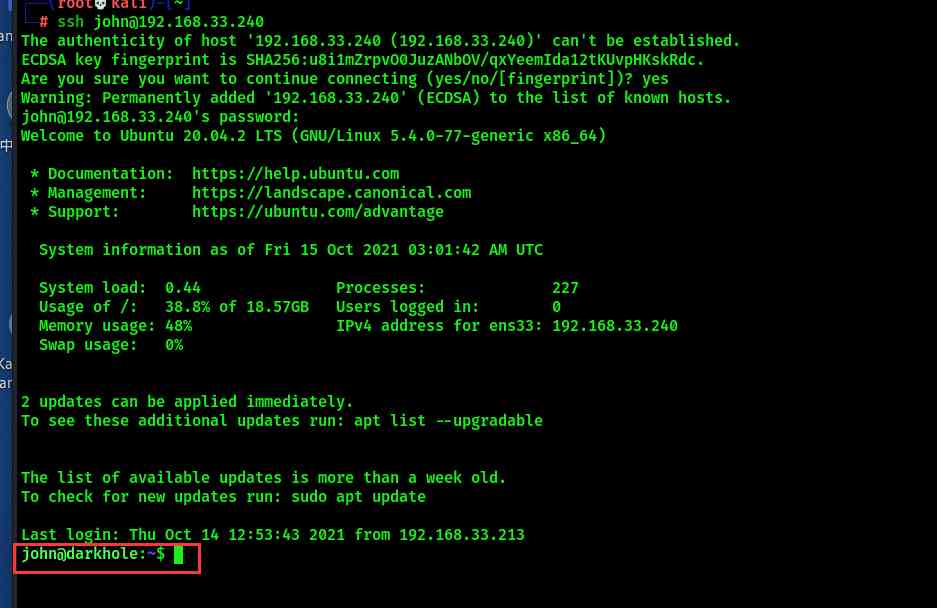 (root💀kali)-[~]
# ssh john@192.168.33.240
The authenticity of host '192.168.33.240 (192.168.33.240)' can't be established.
ECDSA key fingerprint is SHA256:u8i1mZrpvO0JuzANbOV/qxYeemIda12tKUvpHKskRdc.
Are you sure you want to continue connecting (yes/no/[fingerprint])? yes
Warning: Permanently added '192.168.33.240' (ECDSA) to the list of known hosts.
john@192.168.33.240's password:
Welcome to Ubuntu 20.04.2 LTS (GNU/Linux 5.4.0-77-generic x86_64)
* Documentation: https://help.ubuntu.com
* Management: https://landscape.canonical.com
* Support: https://ubuntu.com/advantage
System information as of Fri 15 Oct 2021 03:01:42 AM UTC
System load: 0.44 Processes: 227
Usage of /: 38.8% of 18.57GB Users logged in: 0
Memory usage: 48% IPv4 address for ens33: 192.168.33.240
Swap usage: 0%
2 updates can be applied immediately.
To see these additional updates run: apt list --upgradable
The list of available updates is more than a week old.
To check for new updates run: sudo apt update
Last login: Thu Oct 14 12:53:43 2021 from 192.168.33.213
john@darkhole:~$